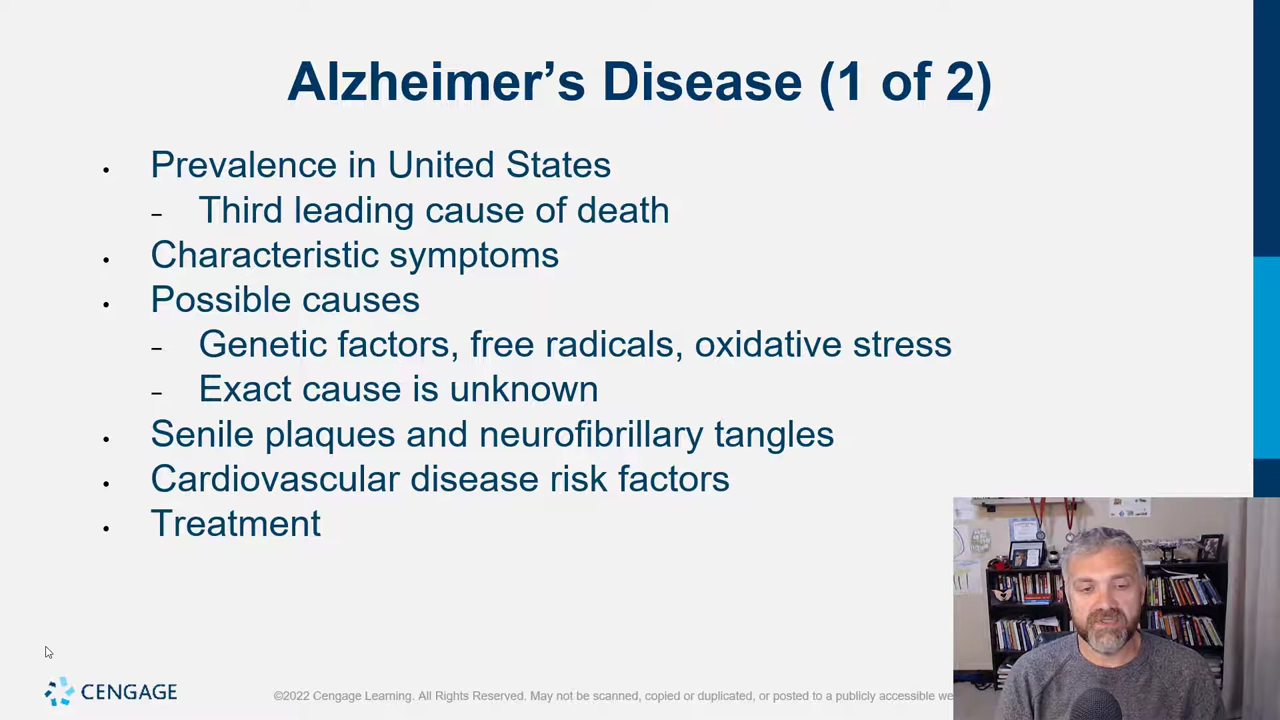 Alzheimer's Disease (1 of 2)
• Prevalence in United States
– Third leading cause of death
• Characteristic symptoms
• Possible causes
– Genetic factors, free radicals, oxidative stress
– Exact cause is unknown
• Senile plaques and neurofibrillary tangles
• Cardiovascular disease risk factors
• Treatment
CENGAGE
©2022 Cengage Learning. All Rights Reserved. May not be scanned, copied or duplicated, or posted to a publicly accessible